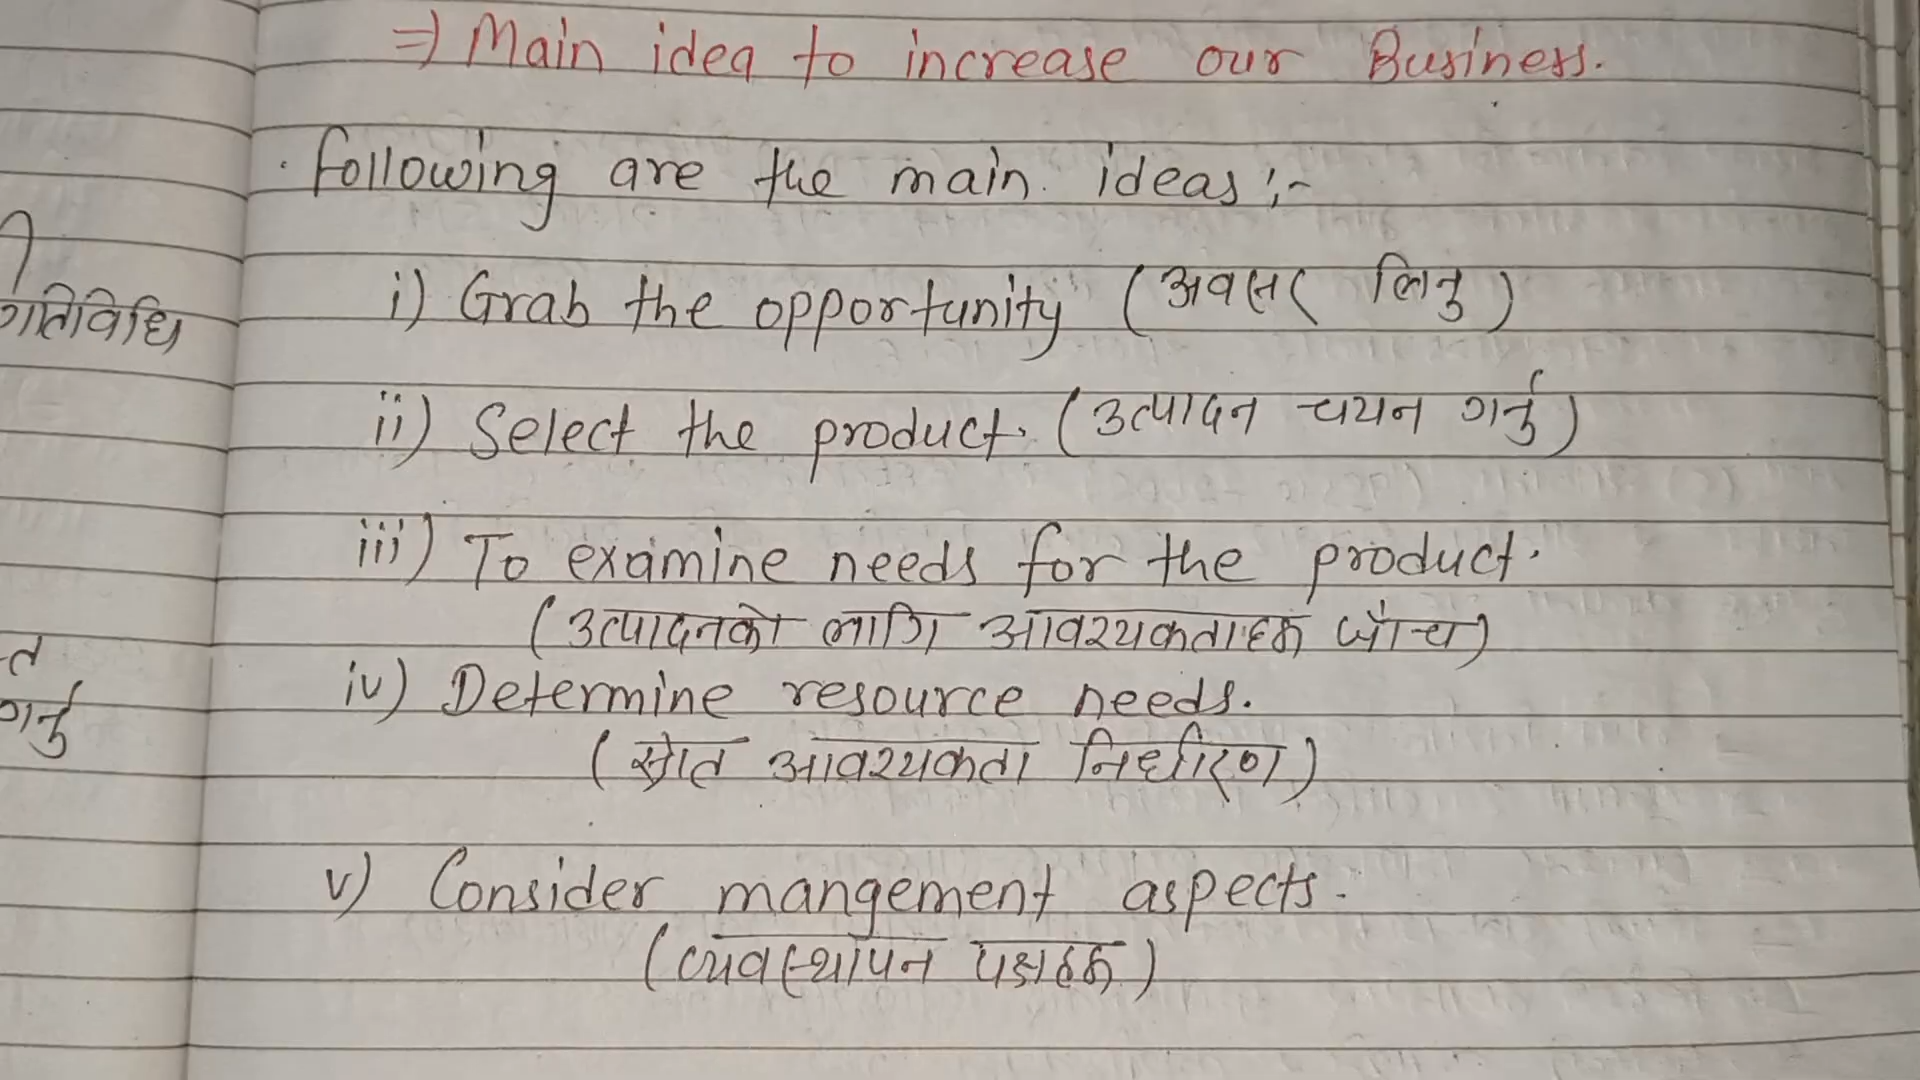 ⇒ Main idea to increase our Business.
Following are the main ideas:-
गतिविधि
i) Grab the opportunity (अवसर लिनु)
ii) Select the product. (उत्पादन चयन गर्नु)
iii) To examine needs for the product.
(उत्पादनको लागि आवश्यकताहरू जाँच)
त
गर्नु
iv) Determine resource needs.
(स्रोत आवश्यकता निर्धारण)
v) Consider mangement aspects.
(व्यवस्थापन पक्षहरू)